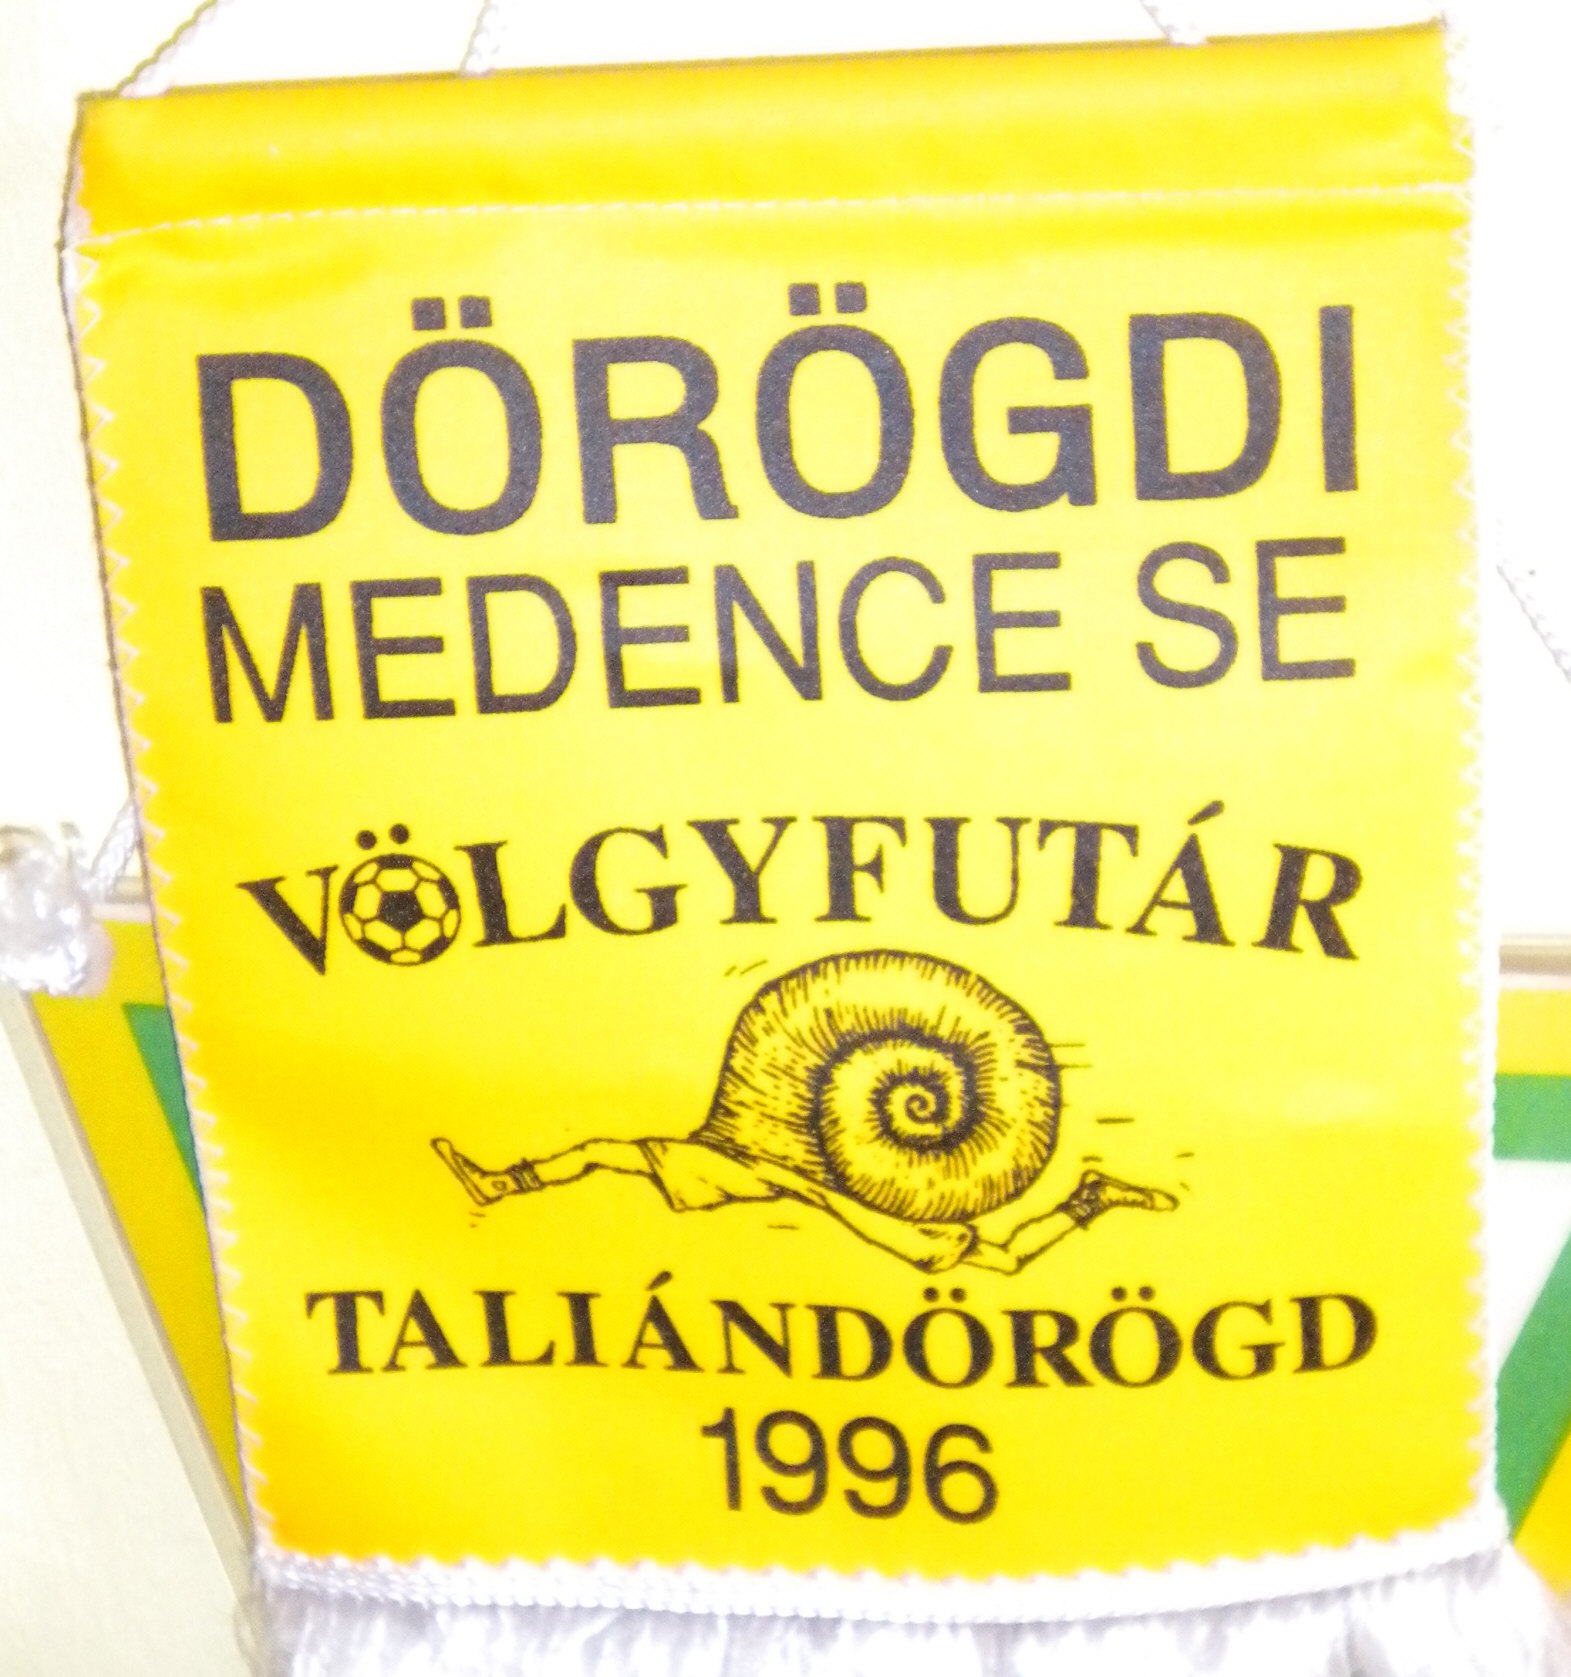 DÖRÖGDI
MEDENCE SE
VÖLGYFUTÁR
TALIÁNDÖRÖGD
1996